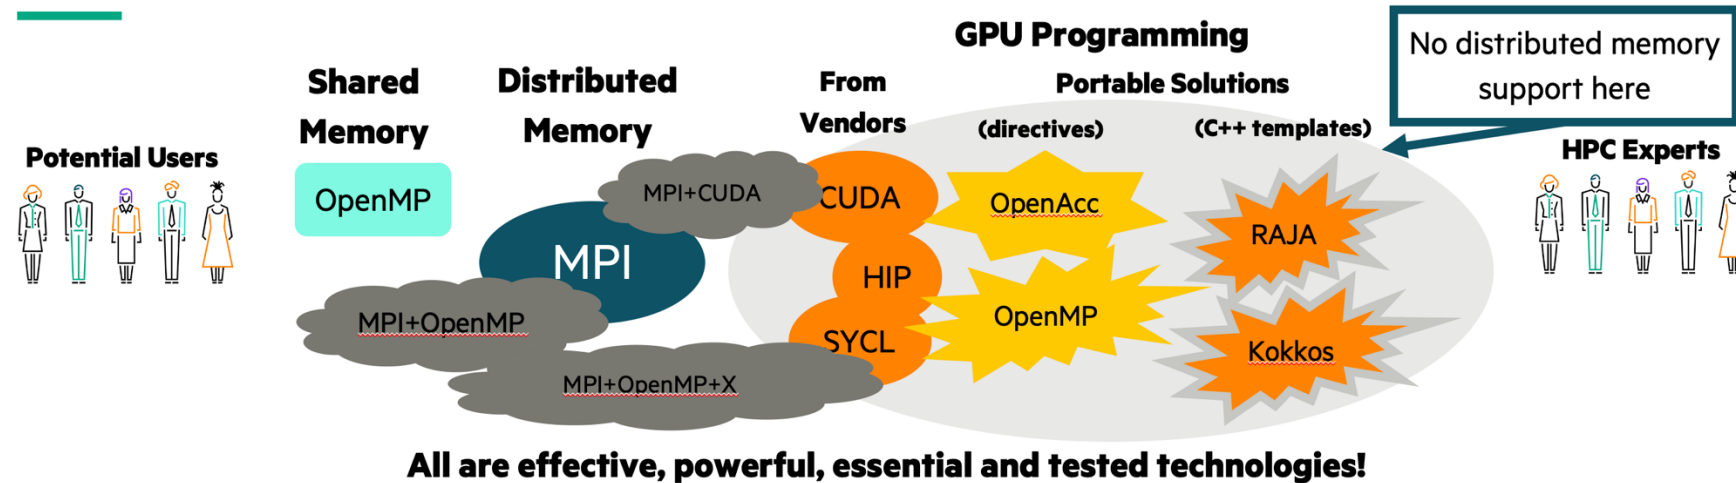 GPU Programming
No distributed memory
support here
Shared
Memory
Distributed
Memory
From
Vendors
Portable Solutions
(directives)
(C++ templates)
Potential Users
HPC Experts
OpenMP
MPI+CUDA
CUDA
OpenAcc
RAJA
MPI
HIP
MPI+OpenMP
SYCL
OpenMP
Kokkos
MPI+OpenMP+X
All are effective, powerful, essential and tested technologies!